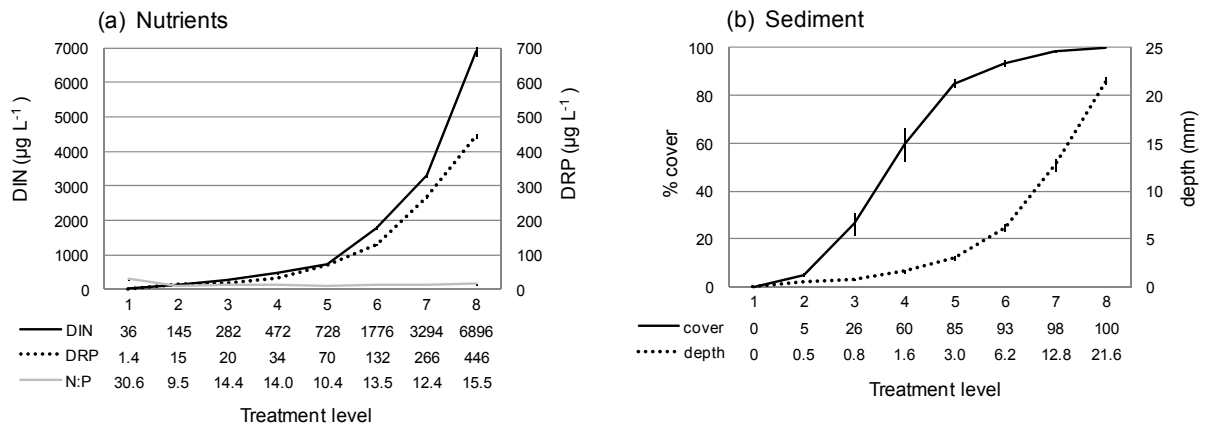 (a) Nutrients
DIN (µg L-1 )
7000
6000
5000
4000
3000
2000
1000
0
DRP (µg L-1 )
700
600
500
400
300
200
100
0
1 2 3 4 5 6 7 8
DIN 36 145 282 472 728 1776 3294 6896
DRP 1.4 15 20 34 70 132 266 446
N:P 30.6 9.5 14.4 14.0 10.4 13.5 12.4 15.5
Treatment level
(b) Sediment
% cover
100
80
60
40
20
0
depth (mm)
25
20
15
10
5
0
1 2 3 4 5 6 7 8
cover 0 5 26 60 85 93 98 100
depth 0 0.5 0.8 1.6 3.0 6.2 12.8 21.6
Treatment level